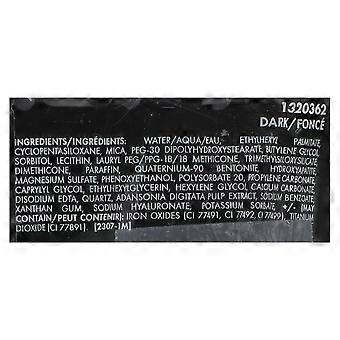 1320362
DARK/FONCÉ
INGREDIENTS/INGRÉDIENTS: WATER/AQUA/EAU, ETHYLHEXYL PALMITATE,
CYCLOPENTASILOXANE, MICA, PEG-30 DIPOLYHYDROXYSTEARATE, BUTYLENE GLYCOL,
SORBITOL, LECITHIN, LAURYL PEG/PPG-18/18 METHICONE, TRIMETHYLSILOXYSILICATE
DIMETHICONE, PARAFFIN, QUATERNIUM-90 BENTONITE HYDROXYAPATITE,
MAGNESIUM SULFATE, PHENOXYETHANOL, POLYSORBATE 20, PROPYLENE CARBONATE,
CAPRYLYL GLYCOL, ETHYLHEXYLGLYCERIN, HEXYLENE GLYCOL, CALCIUM CARBONATE,
DISODIUM EDTA, QUARTZ, ADANSONIA DIGITATA PULP EXTRACT, SODIUM BENZOATE,
XANTHAN GUM, SODIUM HYALURONATE, POTASSIUM SORBATE, +/- (MAY
CONTAIN/PEUT CONTENIR): IRON OXIDES (CI 77491, CI 77492, CI 77499), TITANIUM
DIOXIDE [CI 77891]. [2307-1M]